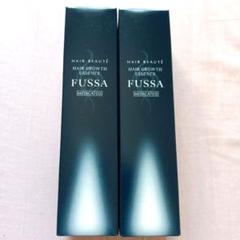 HAIR BEAUTÉ
HAIR GROWTH
ESSENCE
FUSSA
MEDICATED
HAIR BEAUTÉ
HAIR GROWTH
ESSENCE
FUSSA
MEDICATED